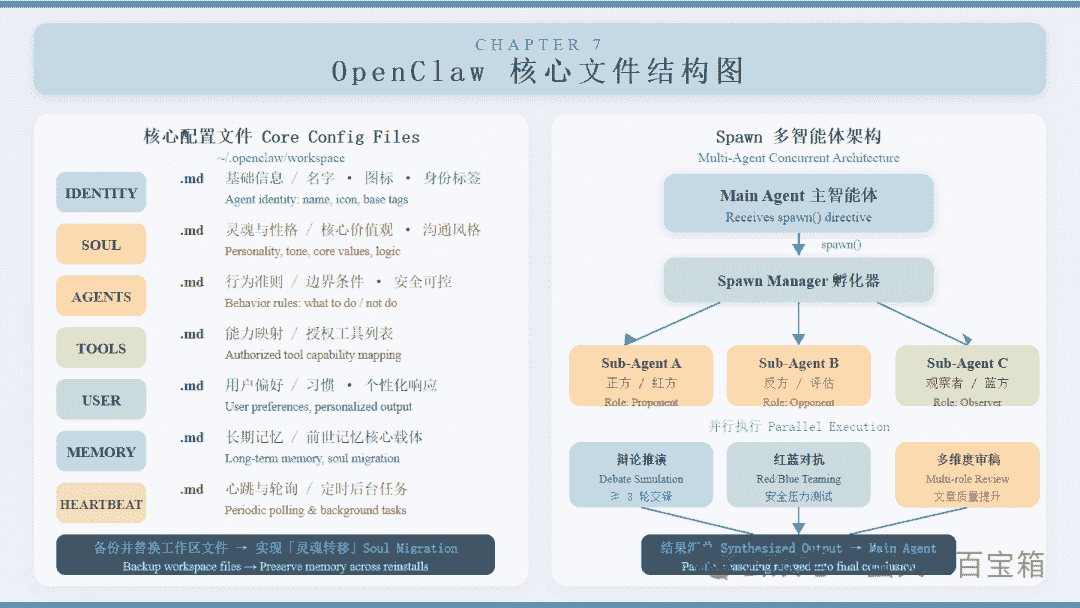 CHAPTER 7
OpenClaw 核心文件结构图
核心配置文件 Core Config Files
~/.openclaw/workspace
IDENTITY .md 基础信息 / 名字 • 图标 • 身份标签
Agent identity: name, icon, base tags
SOUL .md 灵魂与性格 / 核心价值观 • 沟通风格
Personality, tone, core values, logic
AGENTS .md 行为准则 / 边界条件 • 安全可控
Behavior rules: what to do / not do
TOOLS .md 能力映射 / 授权工具列表
Authorized tool capability mapping
USER .md 用户偏好 / 习惯 • 个性化响应
User preferences, personalized output
MEMORY .md 长期记忆 / 前世记忆核心载体
Long-term memory, soul migration
HEARTBEAT .md 心跳与轮询 / 定时后台任务
Periodic polling & background tasks
备份并替换工作区文件 → 实现「灵魂转移」Soul Migration
Backup workspace files → Preserve memory across reinstalls
Spawn 多智能体架构
Multi-Agent Concurrent Architecture
Main Agent 主智能体
Receives spawn() directive
spawn()
Spawn Manager 孵化器
Sub-Agent A
正方 / 红方
Role: Proponent
Sub-Agent B
反方 / 评估
Role: Opponent
Sub-Agent C
观察者 / 蓝方
Role: Observer
并行执行 Parallel Execution
辩论推演
Debate Simulation
≥ 3 轮交锋
红蓝对抗
Red/Blue Teaming
安全压力测试
多维度审稿
Multi-role Review
文章质量提升
结果汇 Synthesized Output → Main Agent
reasoning merged into final conclusion
百宝箱